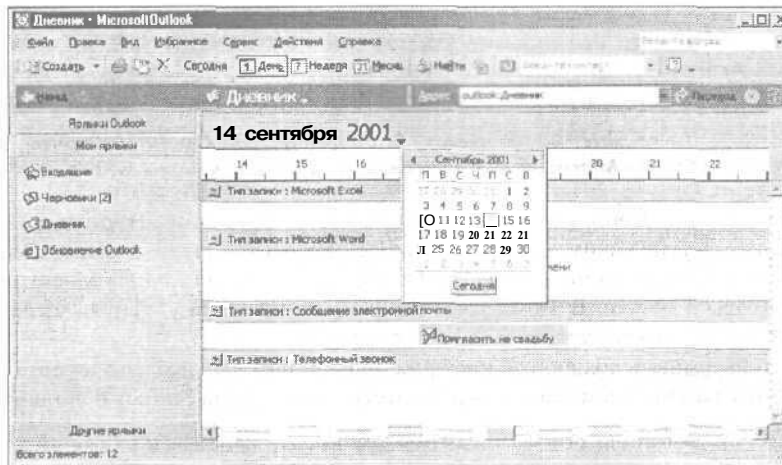 Дневник - Microsoft Outlook
Файл Правка Вид Избранное Сервис Действия Справка
Создать Сегодня 1 День 7 Неделя 31 Месяц Найти
Назад Дневник Адрес outlook:Дневник Переход
Ярлыки Outlook
Мои ярлыки
Входящие
Черновики [2]
Дневник
Обновление Outlook
Другие ярлыки
14 сентября 2001
14 15 16 20 21 22
Сентябрь 2001
П В С Ч П С В
1 2
3 4 5 6 7 8 9
[О 11 12 13 15 16
17 18 19 20 21 22 21
Л 25 26 27 28 29 30
Сегодня
Тип записи : Microsoft Excel
Тип записи : Microsoft Word
Тип записи : Сообщение электронной почты
Пригласить на свадьбу
Тип записи : Телефонный звонок
Всего элементов: 12